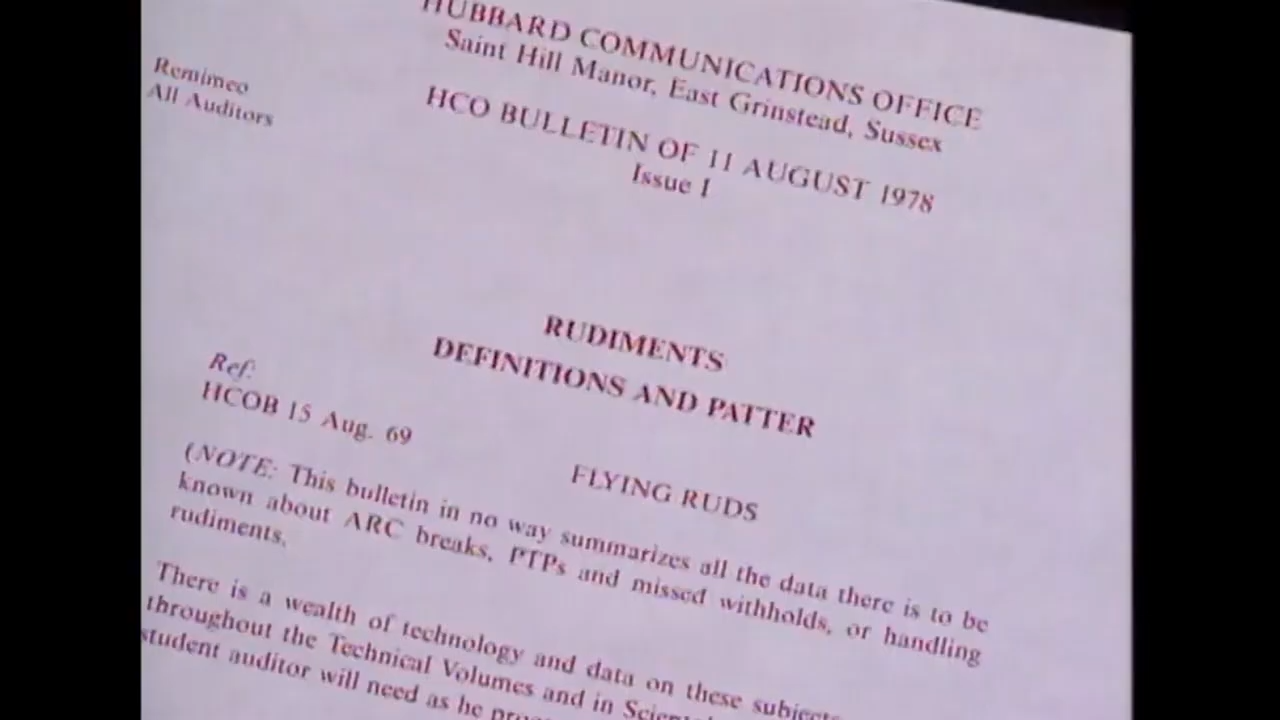 HUBBARD COMMUNICATIONS OFFICE
Saint Hill Manor, East Grinstead, Sussex
Remimeo
All Auditors
HCO BULLETIN OF 11 AUGUST 1978
Issue I
RUDIMENTS
DEFINITIONS AND PATTER
Ref:
HCOB 15 Aug. 69
FLYING RUDS
(NOTE: This bulletin in no way summarizes all the data there is to be
known about ARC breaks, PTPs and missed withholds, or handling
rudiments.
There is a wealth of technology and data on these subjects
throughout the Technical Volumes and in
student auditor will need as he